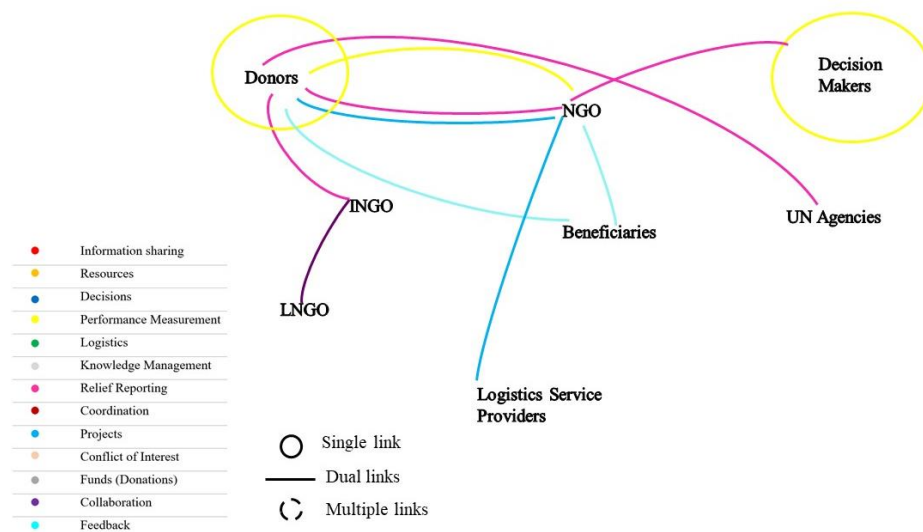 Donors
Decision
Makers
NGO
INGO
UN Agencies
Beneficiaries
LNGO
Logistics Service
Providers
Information sharing
Resources
Decisions
Performance Measurement
Logistics
Knowledge Management
Relief Reporting
Coordination
Projects
Conflict of Interest
Funds (Donations)
Collaboration
Feedback
Single link
Dual links
Multiple links